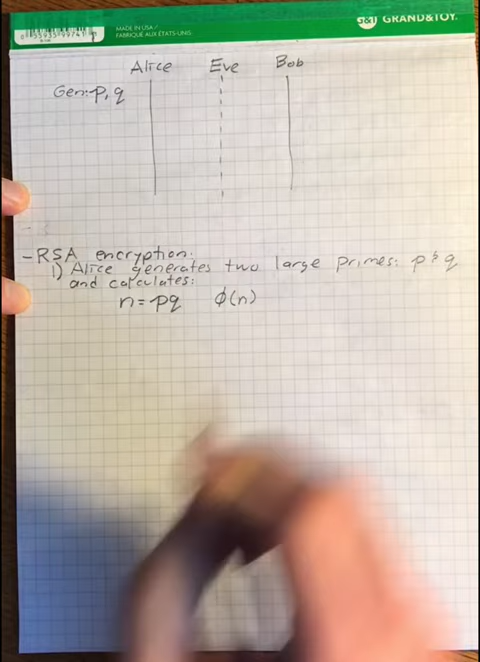 MADE IN USA /
FABRIQUÉ AUX ÉTATS-UNIS
G&T GRAND&TOY.
Alice Eve Bob
Gen: p, q
- RSA encryption:
1) Alice generates two large primes: p & q
and calculates:
n = pq ϕ(n)